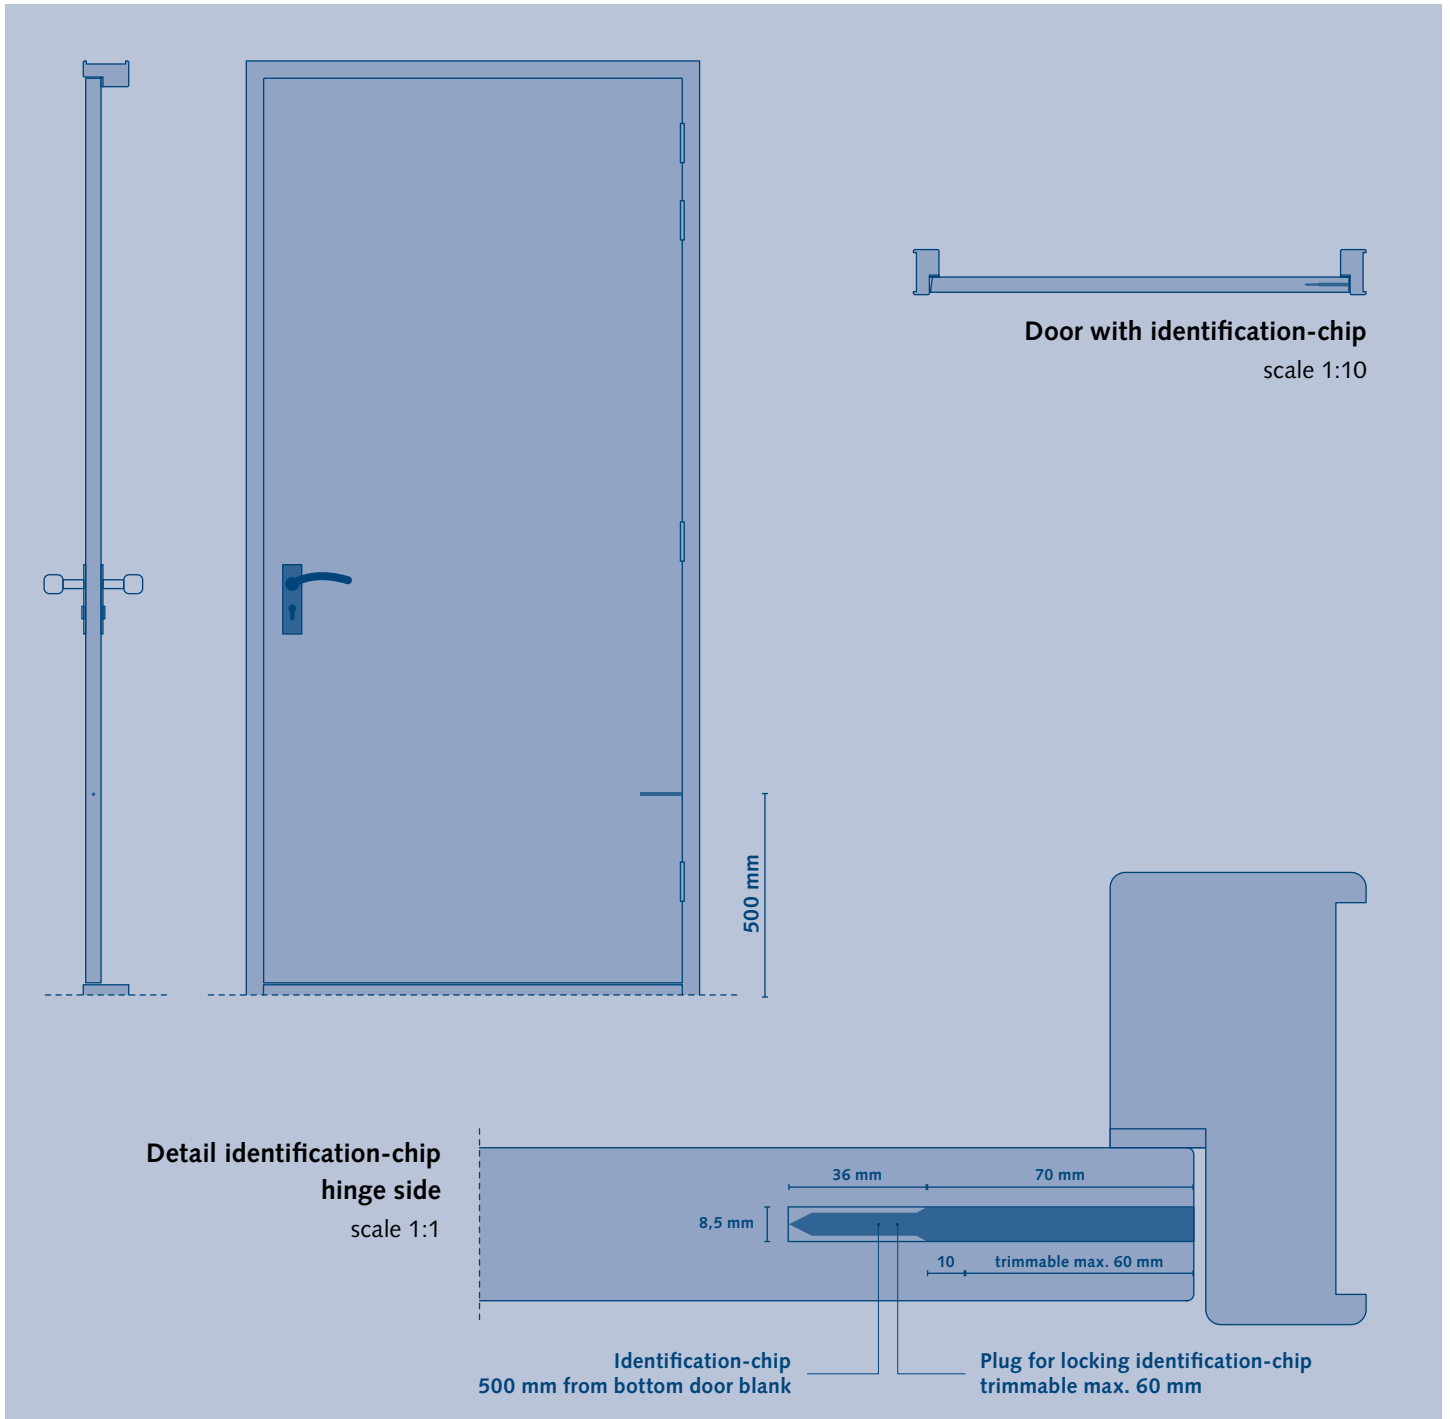 Door with identification-chip
scale 1:10
500 mm
Detail identification-chip
hinge side
scale 1:1
36 mm
70 mm
8,5 mm
10
trimmable max. 60 mm
Identification-chip
500 mm from bottom door blank
Plug for locking identification-chip
trimmable max. 60 mm